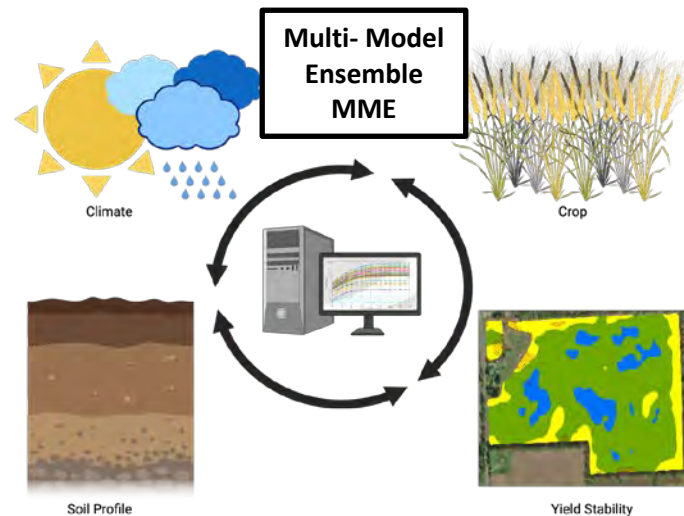 Multi- Model
Ensemble
MME
Climate
Crop
Soil Profile
Yield Stability